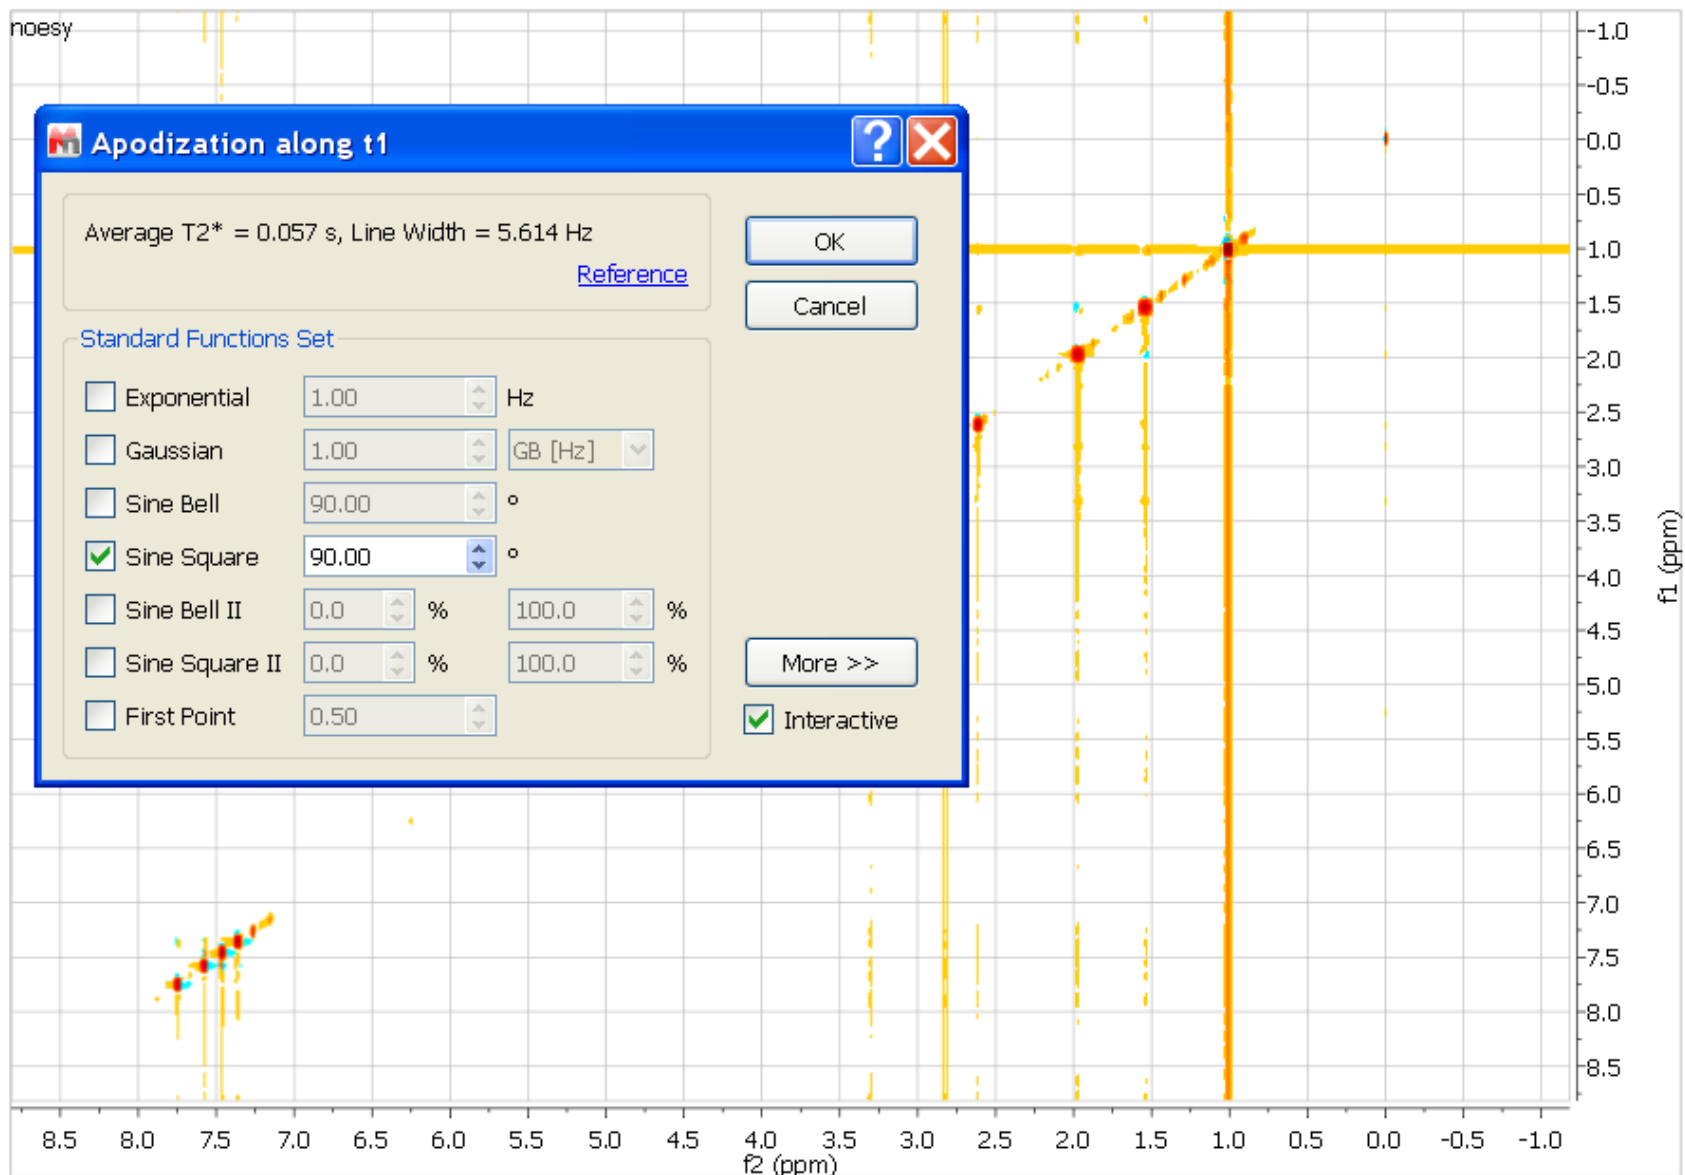 noesy
Apodization along t1
?
Average T2* = 0.057 s, Line Width = 5.614 Hz
Reference
OK
Cancel
Standard Functions Set
Exponential 1.00 Hz
Gaussian 1.00 GB [Hz]
Sine Bell 90.00 °
Sine Square 90.00 °
Sine Bell II 0.0 % 100.0 %
Sine Square II 0.0 % 100.0 %
First Point 0.50
More >>
Interactive
-1.0
-0.5
0.0
0.5
1.0
1.5
2.0
2.5
3.0
3.5
4.0
4.5
5.0
5.5
6.0
6.5
7.0
7.5
8.0
8.5
f1 (ppm)
8.5 8.0 7.5 7.0 6.5 6.0 5.5 5.0 4.5 4.0 3.5 3.0 2.5 2.0 1.5 1.0 0.5 0.0 -0.5 -1.0
f2 (ppm)